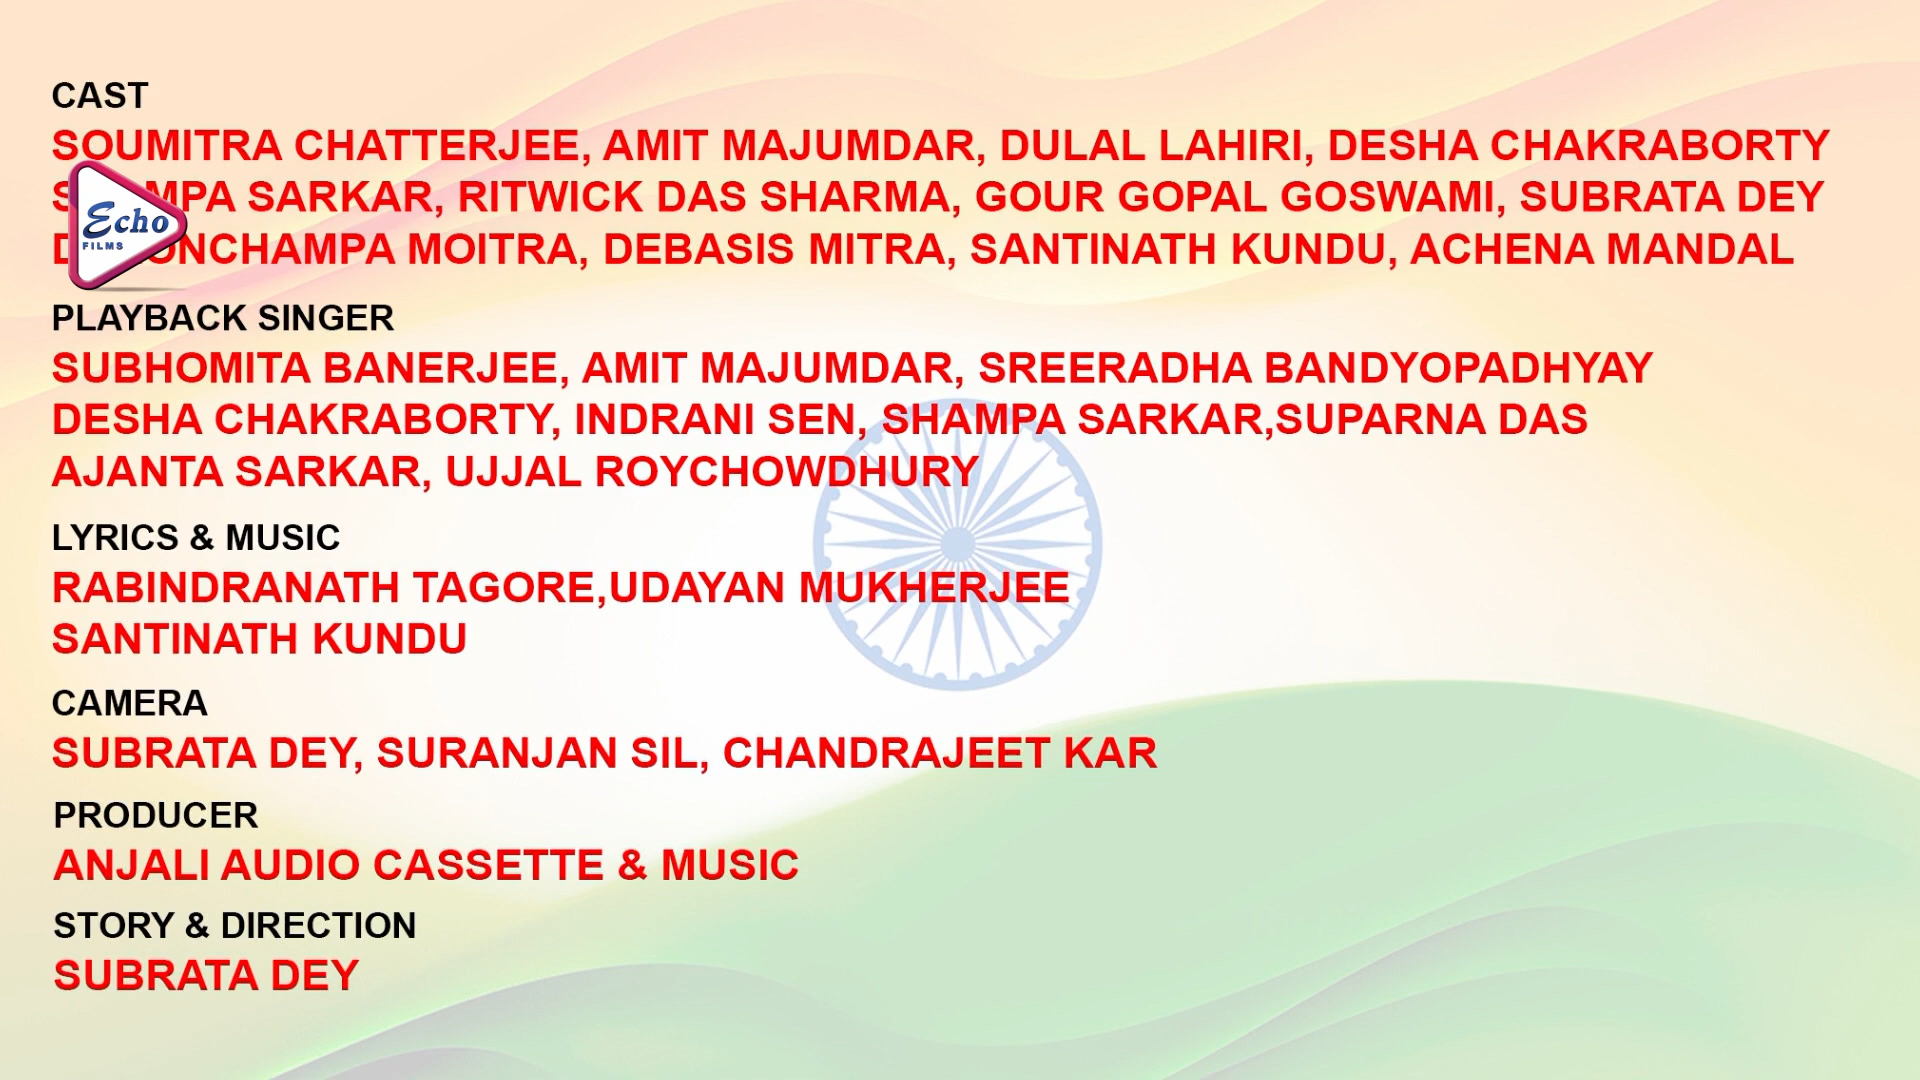 CAST
SOUMITRA CHATTERJEE, AMIT MAJUMDAR, DULAL LAHIRI, DESHA CHAKRABORTY
SARKAR, RITWICK DAS SHARMA, GOUR GOPAL GOSWAMI, SUBRATA DEY
MOITRA, DEBASIS MITRA, SANTINATH KUNDU, ACHENA MANDAL
Echo
FILMS
PLAYBACK SINGER
SUBHOMITA BANERJEE, AMIT MAJUMDAR, SREERADHA BANDYOPADHYAY
DESHA CHAKRABORTY, INDRANI SEN, SHAMPA SARKAR,SUPARNA DAS
AJANTA SARKAR, UJJAL ROYCHOWDHURY
LYRICS & MUSIC
RABINDRANATH TAGORE,UDAYAN MUKHERJEE
SANTINATH KUNDU
CAMERA
SUBRATA DEY, SURANJAN SIL, CHANDRAJEET KAR
PRODUCER
ANJALI AUDIO CASSETTE & MUSIC
STORY & DIRECTION
SUBRATA DEY